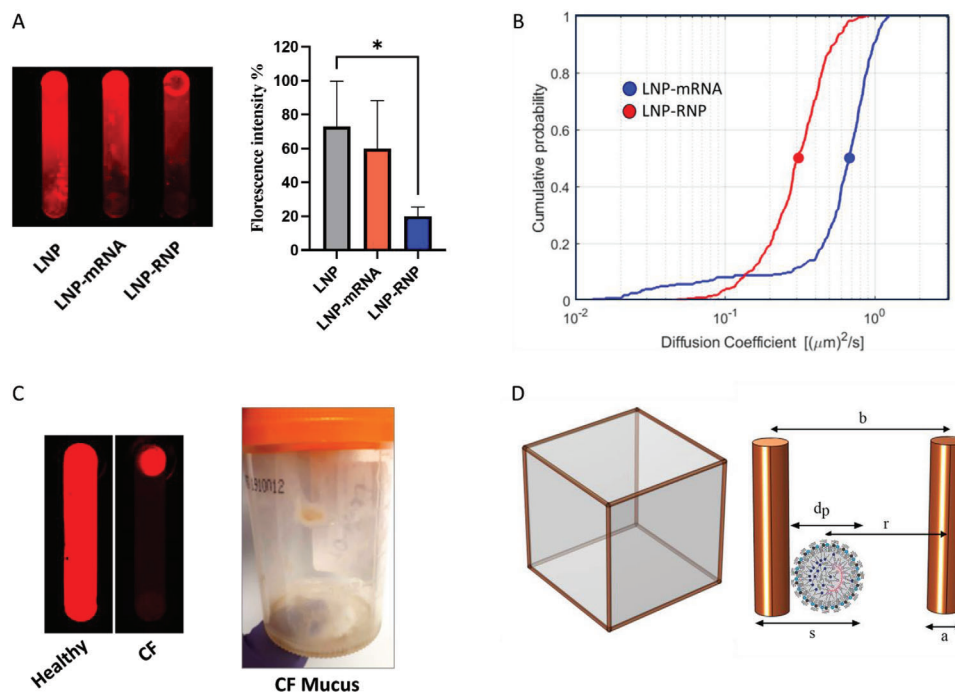 A
LNP
LNP-mRNA
LNP-RNP
Florescence intensity %
120
100
80
60
40
20
0
*
LNP
LNP-mRNA
LNP-RNP
B
Cumulative probability
1
0.8
0.6
0.4
0.2
0
LNP-mRNA
LNP-RNP
10-2
10-1
100
Diffusion Coefficient [(μm)2/s]
C
Healthy
CF
CF Mucus
D
b
dp
r
s
a